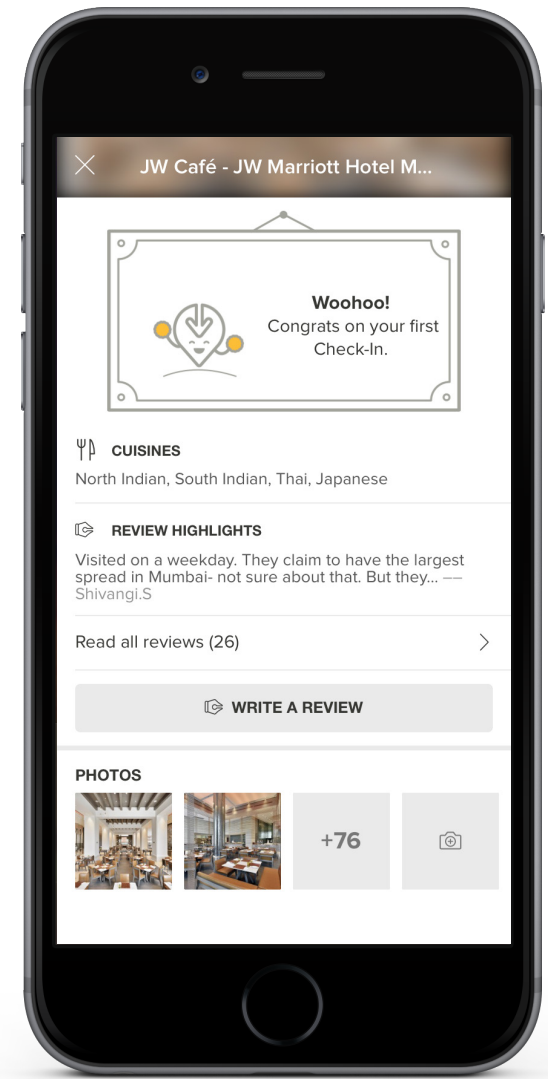 JW Café - JW Marriott Hotel M...
Woohoo!
Congrats on your first
Check-In.
CUISINES
North Indian, South Indian, Thai, Japanese
REVIEW HIGHLIGHTS
Visited on a weekday. They claim to have the largest
spread in Mumbai- not sure about that. But they... ––
Shivangi.S
Read all reviews (26)
WRITE A REVIEW
PHOTOS
+76